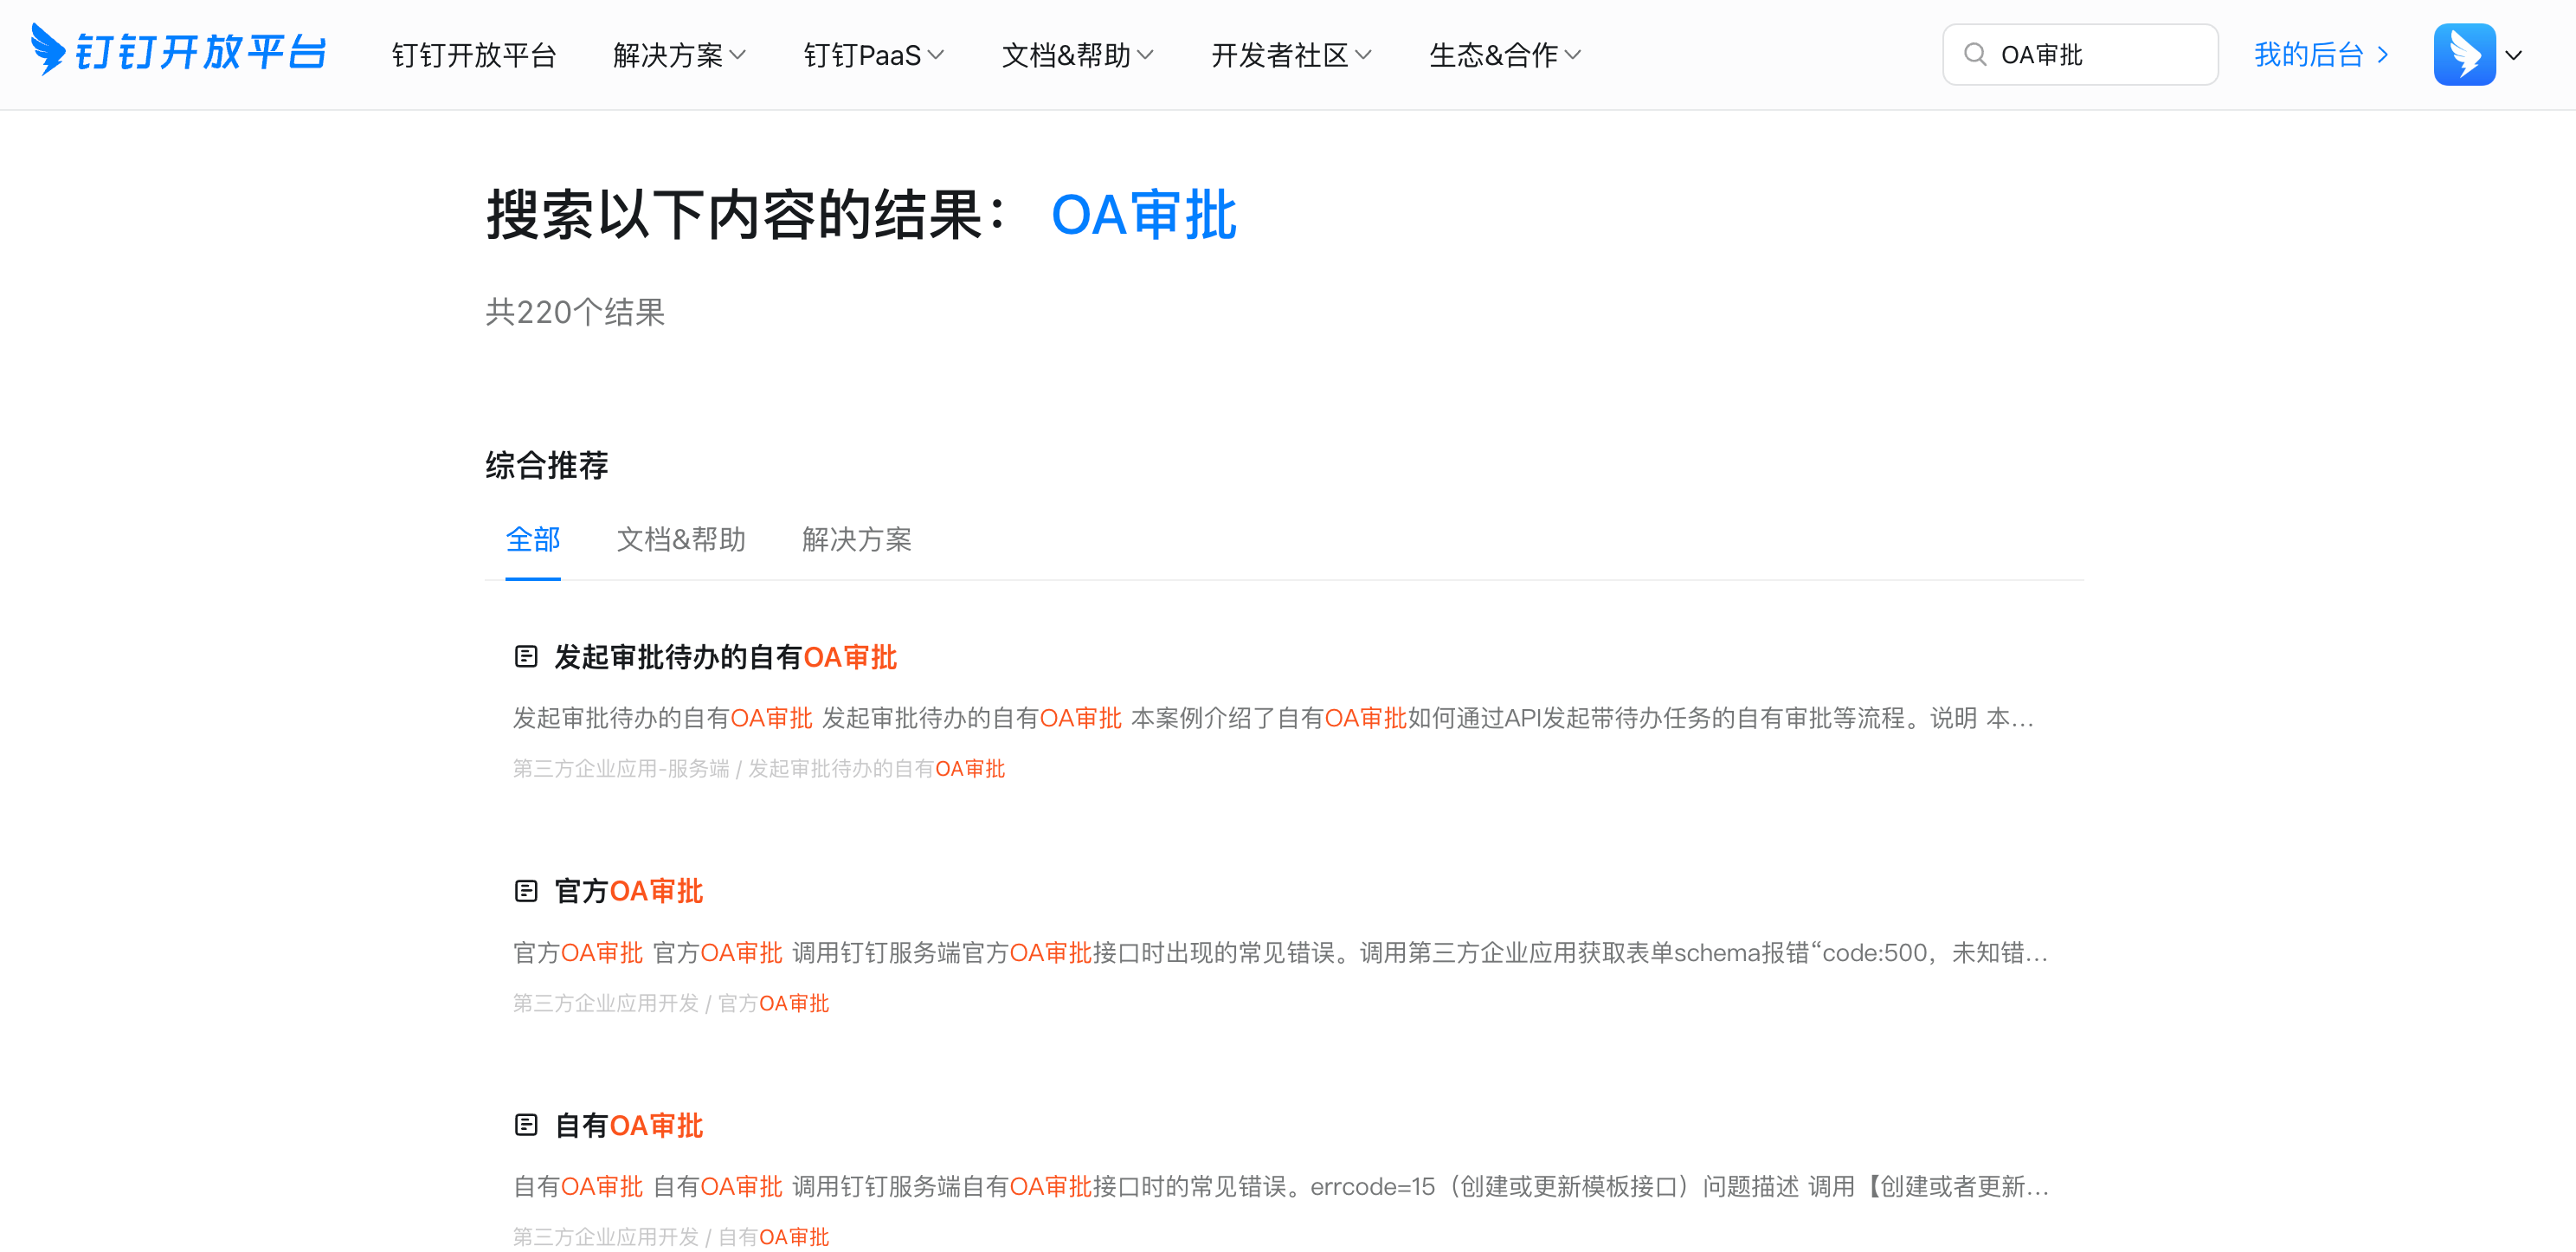 钉钉开放平台 钉钉开放平台 解决方案 钉钉PaaS 文档&帮助 开发者社区 生态&合作 OA审批 我的后台
搜索以下内容的结果： OA审批
共220个结果
综合推荐
全部 文档&帮助 解决方案
发起审批待办的自有OA审批
发起审批待办的自有OA审批 发起审批待办的自有OA审批 本案例介绍了自有OA审批如何通过API发起带待办任务的自有审批等流程。说明 本...
第三方企业应用-服务端 / 发起审批待办的自有OA审批
官方OA审批
官方OA审批 官方OA审批 调用钉钉服务端官方OA审批接口时出现的常见错误。调用第三方企业应用获取表单schema报错“code:500，未知错...
第三方企业应用开发 / 官方OA审批
自有OA审批
自有OA审批 自有OA审批 调用钉钉服务端自有OA审批接口时的常见错误。errcode=15（创建或更新模板接口）问题描述 调用【创建或者更新...
第三方企业应用开发 / 自有OA审批